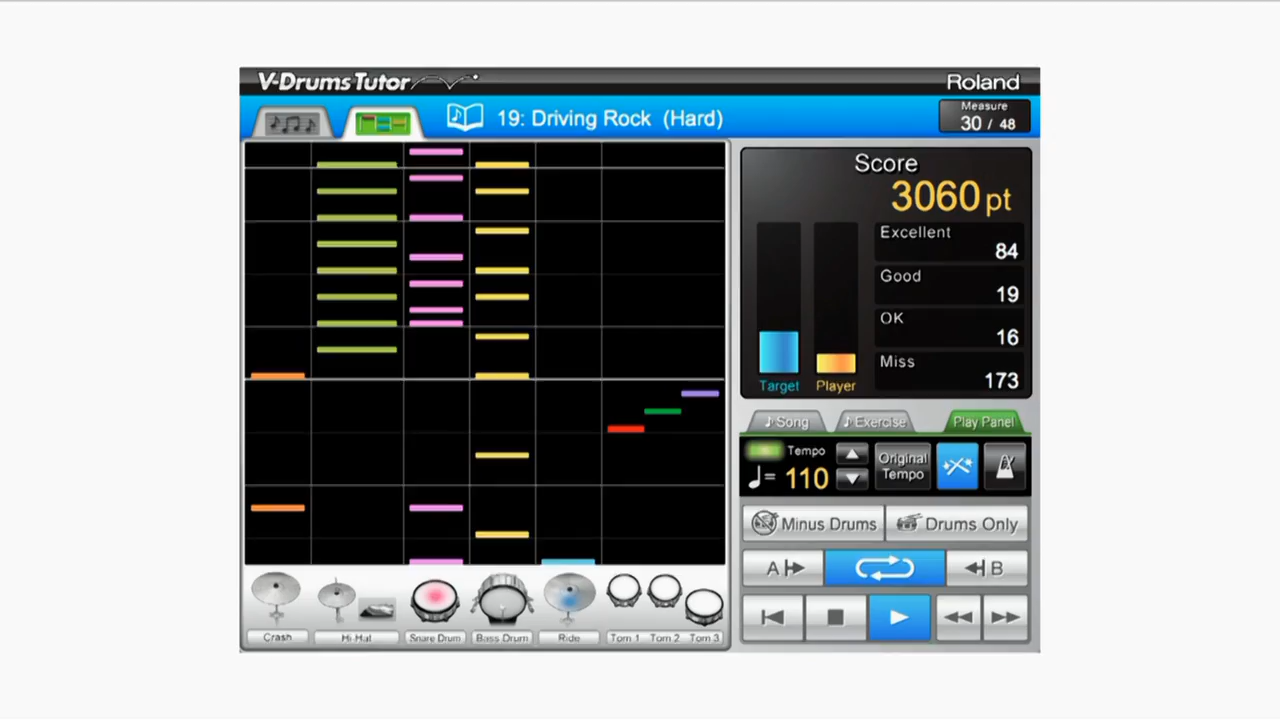 V-Drums Tutor
Roland
19: Driving Rock (Hard)
Measure
30 / 48
Score
3060 pt
Excellent
84
Good
19
OK
16
Miss
173
Target
Player
Song
Exercise
Play Panel
Tempo
= 110
Original
Tempo
Minus Drums
Drums Only
A
B
Crash
Hi-Hat
Snare Drum
Bass Drum
Ride
Tom 1
Tom 2
Tom 3